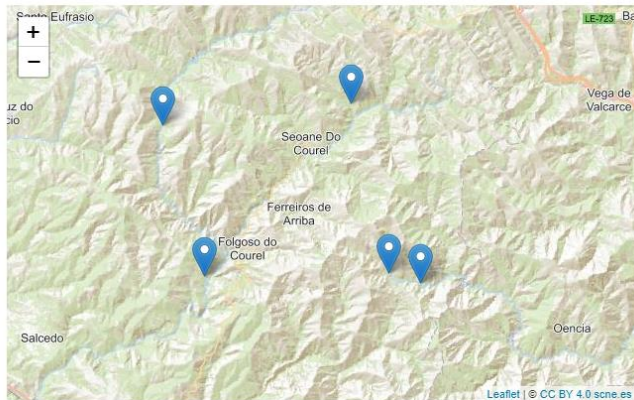 Santo Eufrasio
LE-723
Ba
+
−
Vega de
Valcarce
uz do
cio
Seoane Do
Courel
Ferreiros de
Arriba
Folgoso do
Courel
Salcedo
Oencia
Leaflet | © CC BY 4.0 scne.es